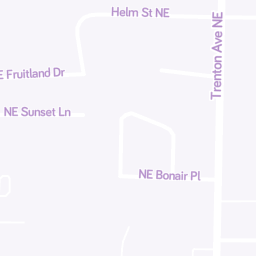 Helm St NE
Trenton Ave NE
E Fruitland Dr
NE Sunset Ln
NE Bonair Pl